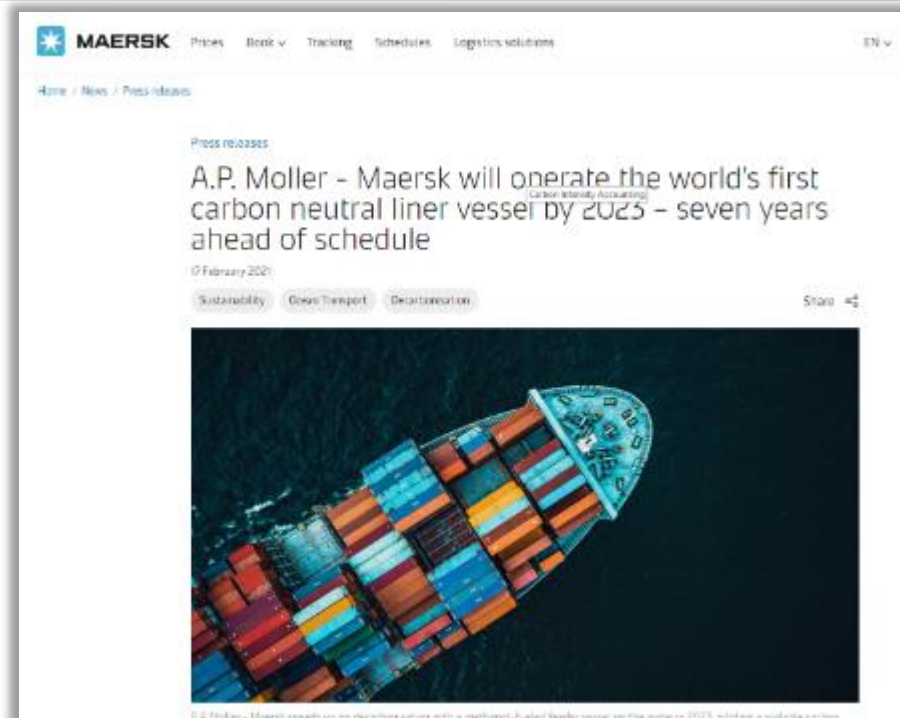 MAERSK Prices Book Tracking Schedules Logistics solutions EN
Home / News / Press releases
Press releases
A.P. Moller - Maersk will operate the world's first
Carbon Intensity Accounting
carbon neutral liner vessel by 2023 – seven years
ahead of schedule
17 February 2021
Sustainability Ocean Transport Decarbonisation Share